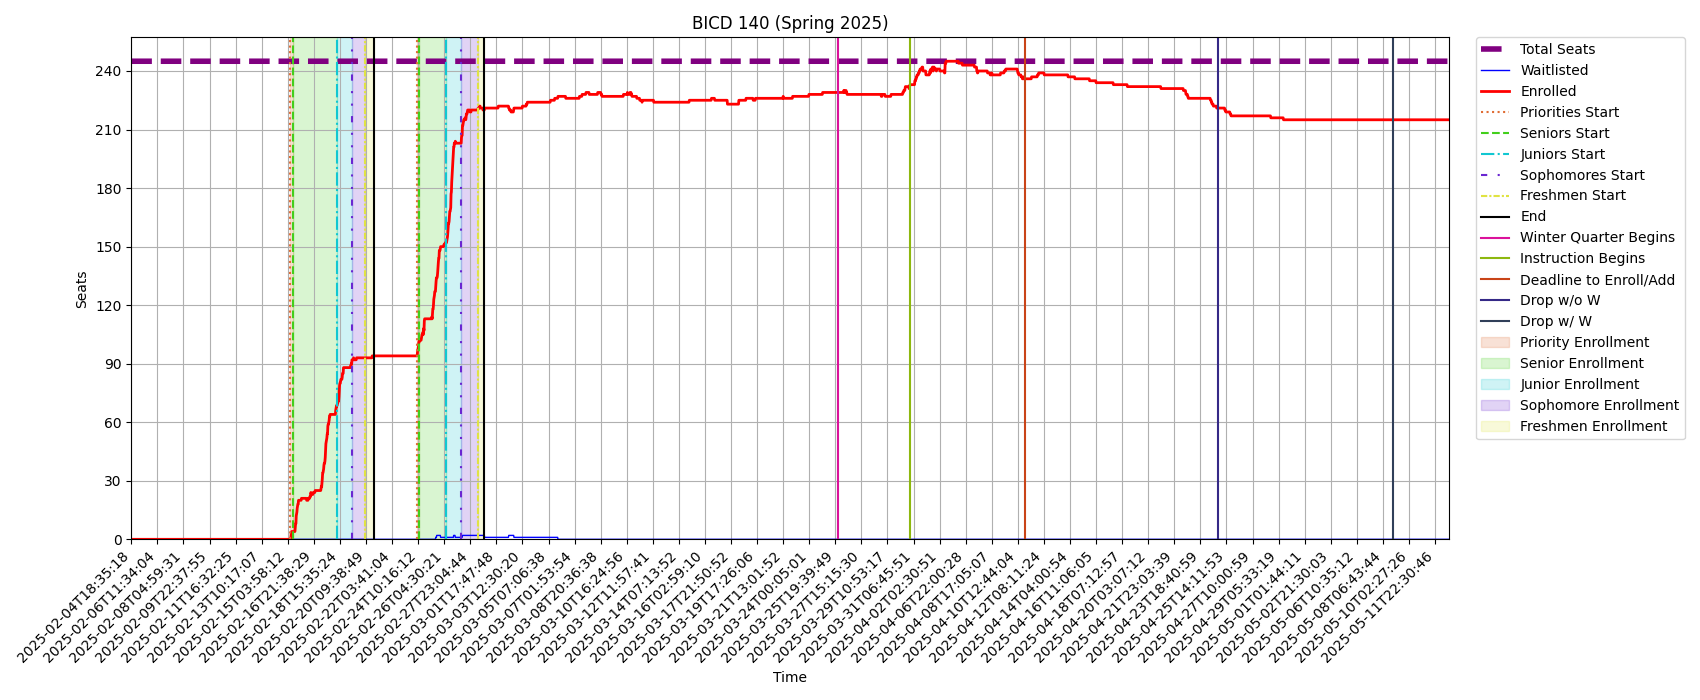 BICD 140 (Spring 2025)
Seats
240
210
180
150
120
90
60
30
0
2025-02-04T18:35:18
2025-02-06T11:34:04
2025-02-08T04:59:31
2025-02-09T22:37:55
2025-02-11T16:32:25
2025-02-13T10:17:07
2025-02-15T03:58:12
2025-02-16T21:38:29
2025-02-18T15:35:24
2025-02-20T09:38:49
2025-02-22T03:41:04
2025-02-24T10:16:12
2025-02-26T04:30:21
2025-02-27T23:04:44
2025-03-01T17:47:48
2025-03-03T12:30:20
2025-03-05T07:06:38
2025-03-07T01:53:54
2025-03-08T20:36:38
2025-03-10T16:24:56
2025-03-12T11:57:41
2025-03-14T07:13:52
2025-03-16T02:59:10
2025-03-17T21:50:52
2025-03-19T17:26:06
2025-03-21T13:01:52
2025-03-24T00:05:01
2025-03-25T19:39:49
2025-03-27T15:15:30
2025-03-29T10:53:17
2025-03-31T06:45:51
2025-04-02T02:30:51
2025-04-06T22:00:28
2025-04-08T17:05:07
2025-04-10T12:44:04
2025-04-12T08:11:24
2025-04-14T04:00:54
2025-04-16T11:06:05
2025-04-18T07:12:57
2025-04-20T03:07:12
2025-04-21T23:03:39
2025-04-23T18:40:59
2025-04-25T14:11:53
2025-04-27T10:00:59
2025-04-29T05:33:19
2025-05-01T01:44:11
2025-05-02T21:30:03
2025-05-06T10:35:12
2025-05-08T06:43:44
2025-05-10T02:27:26
2025-05-11T22:30:46
Time
Total Seats
Waitlisted
Enrolled
Priorities Start
Seniors Start
Juniors Start
Sophomores Start
Freshmen Start
End
Winter Quarter Begins
Instruction Begins
Deadline to Enroll/Add
Drop w/o W
Drop w/ W
Priority Enrollment
Senior Enrollment
Junior Enrollment
Sophomore Enrollment
Freshmen Enrollment